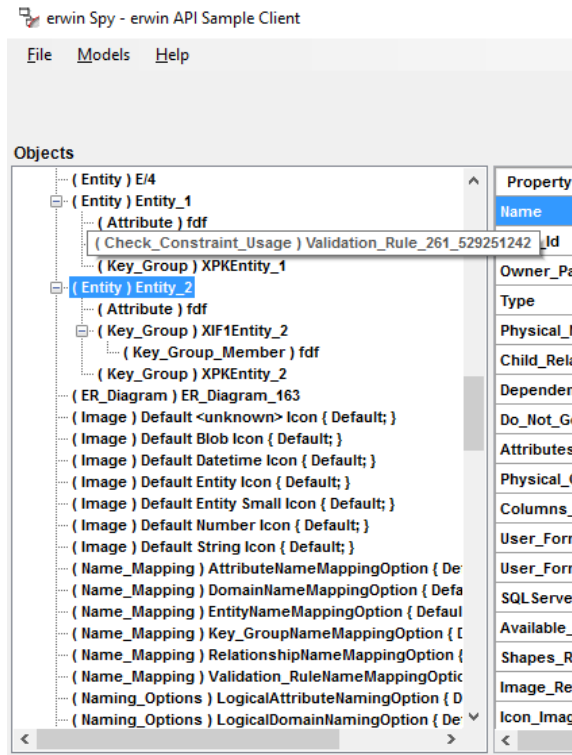 erwin Spy - erwin API Sample Client
File Models Help
Objects
( Entity ) E/4
( Entity ) Entity_1
( Attribute ) fdf
( Check_Constraint_Usage ) Validation_Rule_261_529251242
( Key_Group ) XPKEntity_1
( Entity ) Entity_2
( Attribute ) fdf
( Key_Group ) XIF1Entity_2
( Key_Group_Member ) fdf
( Key_Group ) XPKEntity_2
( ER_Diagram ) ER_Diagram_163
( Image ) Default <unknown> Icon { Default; }
( Image ) Default Blob Icon { Default; }
( Image ) Default Datetime Icon { Default; }
( Image ) Default Entity Icon { Default; }
( Image ) Default Entity Small Icon { Default; }
( Image ) Default Number Icon { Default; }
( Image ) Default String Icon { Default; }
( Name_Mapping ) AttributeNameMappingOption { De
( Name_Mapping ) DomainNameMappingOption { Defa
( Name_Mapping ) EntityNameMappingOption { Defaul
( Name_Mapping ) Key_GroupNameMappingOption {
( Name_Mapping ) RelationshipNameMappingOption {
( Name_Mapping ) Validation_RuleNameMappingOptio
( Naming_Options ) LogicalAttributeNamingOption { D
( Naming_Options ) LogicalDomainNamingOption { De
Property
Name
_Id
Owner_Pa
Type
Physical_
Child_Rela
Depender
Do_Not_Ge
Attributes
Physical_
Columns_
User_For
User_For
SQLServe
Available_
Shapes_R
Image_Re
Icon_Imag